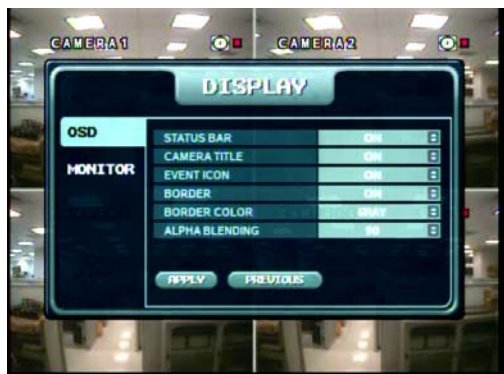 CAMERA1 CAMERA2
DISPLAY
OSD
MONITOR
STATUS BAR ON
CAMERA TITLE ON
EVENT ICON ON
BORDER ON
BORDER COLOR GRAY
ALPHA BLENDING 90
APPLY PREVIOUS